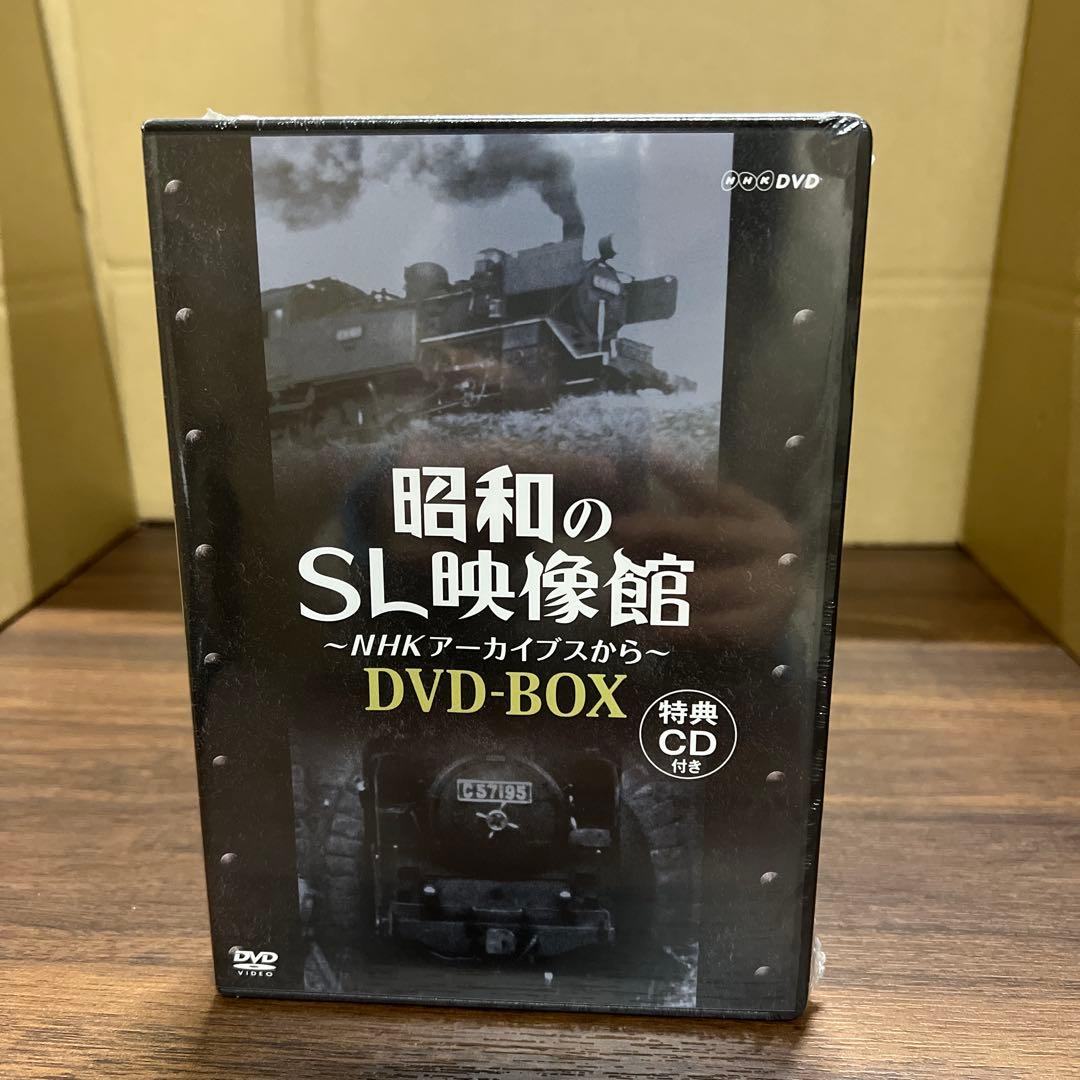 NHK DVD
昭和の
SL映像館
～NHKアーカイブスから～
DVD-BOX
特典
CD
付き
C57195
DVD
VIDEO